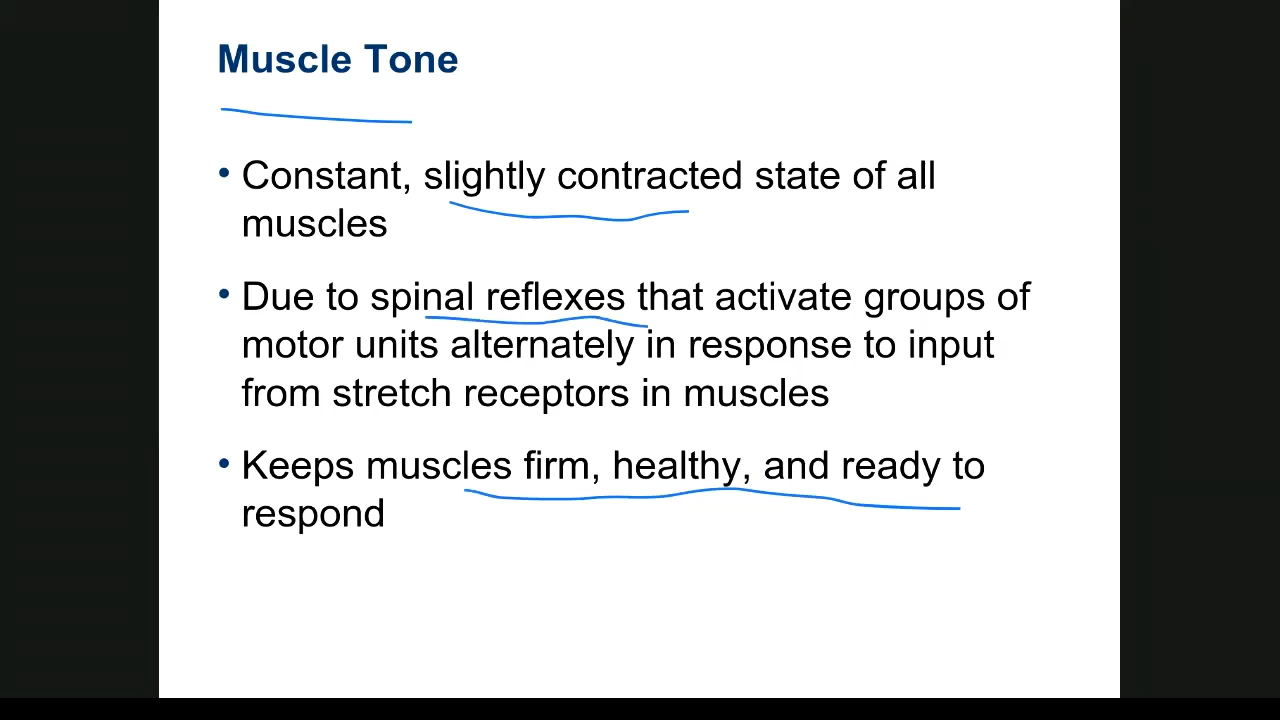 Muscle Tone
• Constant, slightly contracted state of all
muscles
• Due to spinal reflexes that activate groups of
motor units alternately in response to input
from stretch receptors in muscles
• Keeps muscles firm, healthy, and ready to
respond